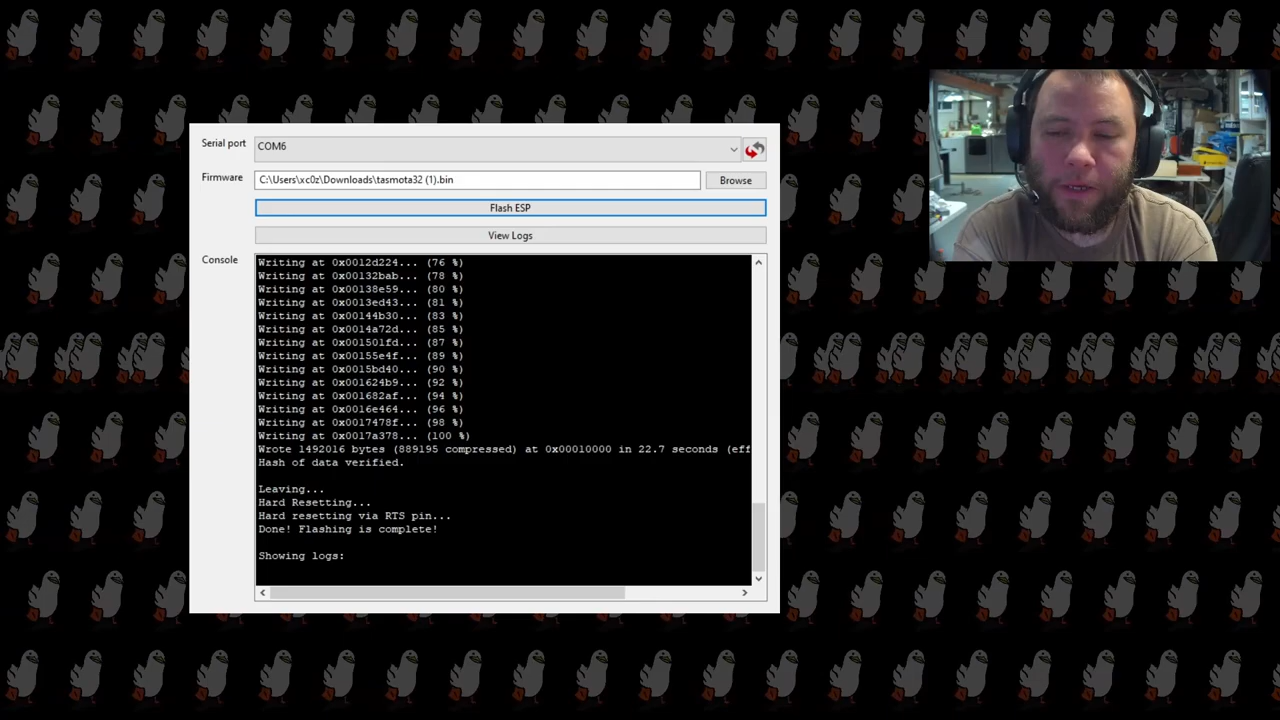 Serial port
COM6
Firmware
C:\Users\xc0z\Downloads\tasmota32 (1).bin
Browse
Flash ESP
View Logs
Console
Writing at 0x0012d224... (76 %)
Writing at 0x00132bab... (78 %)
Writing at 0x00138e59... (80 %)
Writing at 0x0013ed43... (81 %)
Writing at 0x00144b30... (83 %)
Writing at 0x0014a72d... (85 %)
Writing at 0x001501fd... (87 %)
Writing at 0x00155e4f... (89 %)
Writing at 0x0015bd40... (90 %)
Writing at 0x001624b9... (92 %)
Writing at 0x001682af... (94 %)
Writing at 0x0016e464... (96 %)
Writing at 0x0017478f... (98 %)
Writing at 0x0017a378... (100 %)
Wrote 1492016 bytes (889195 compressed) at 0x00010000 in 22.7 seconds (eff
Hash of data verified.
Leaving...
Hard Resetting...
Hard resetting via RTS pin...
Done! Flashing is complete!
Showing logs: